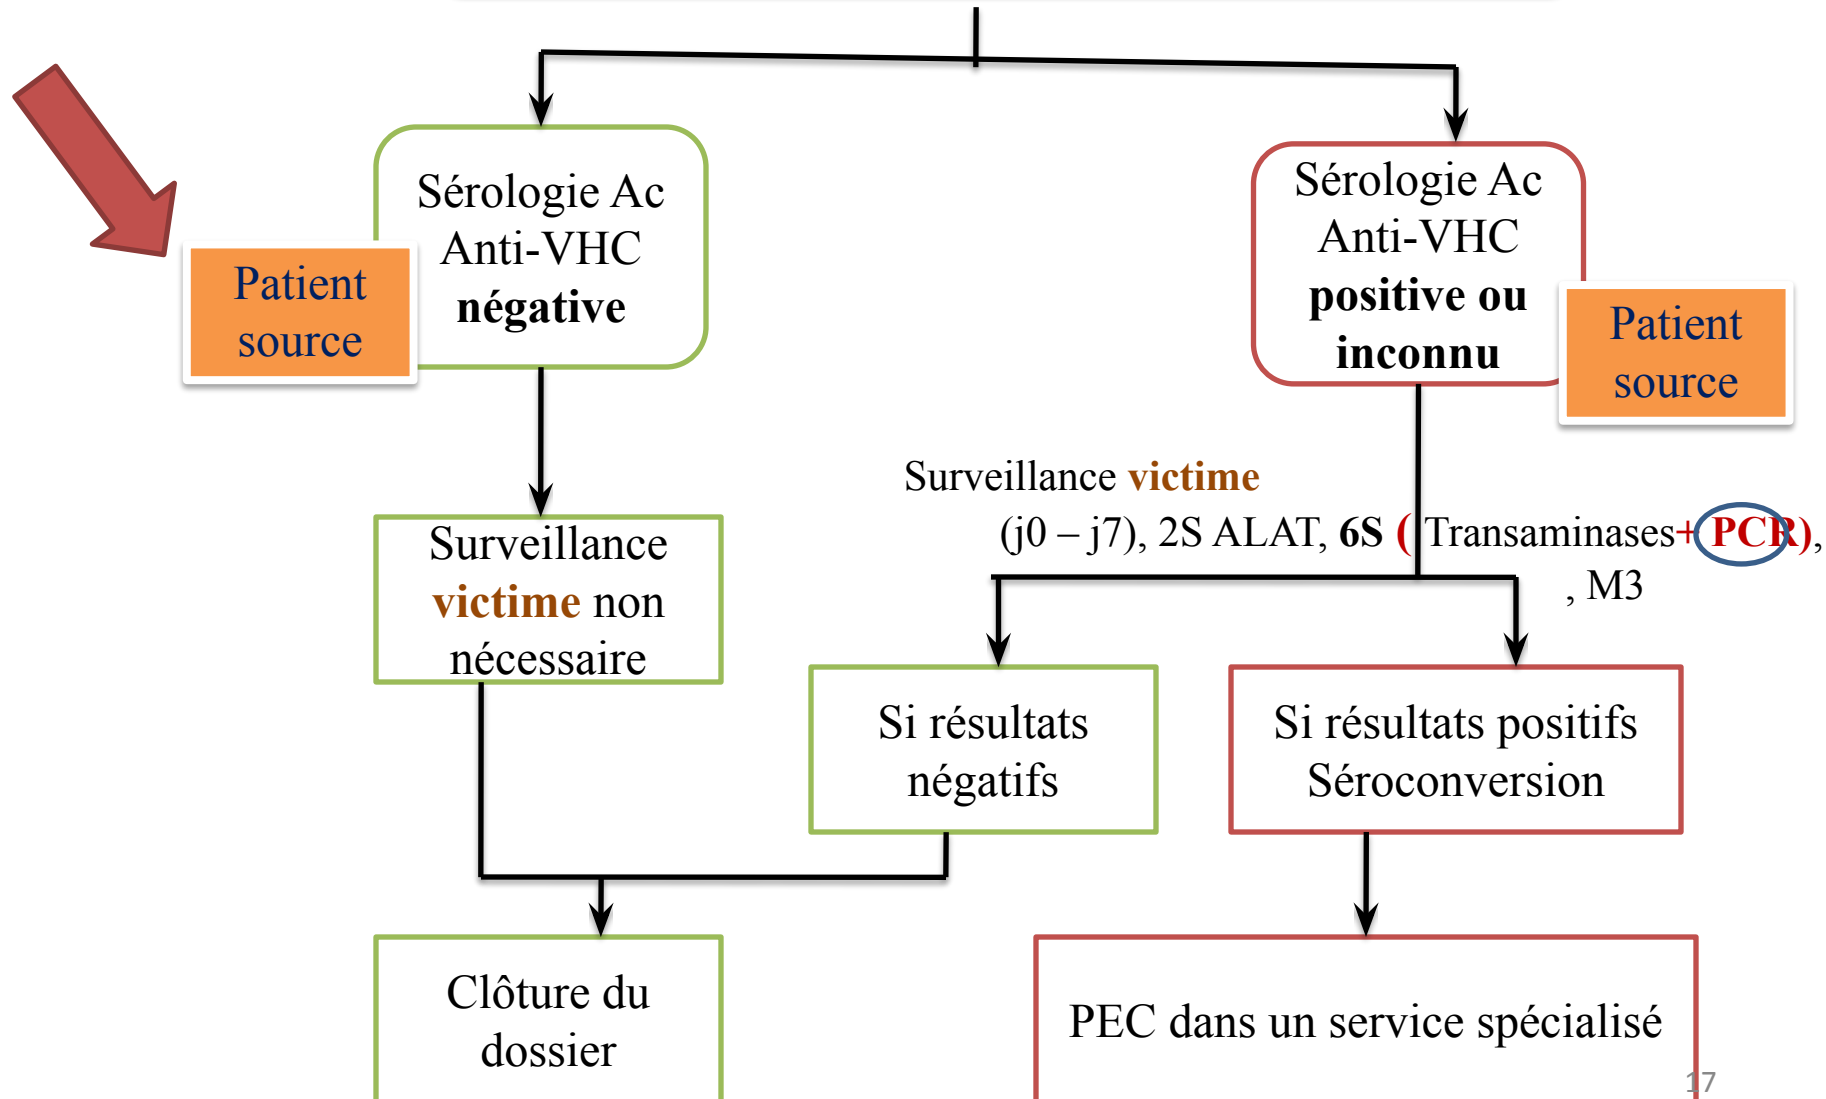 Sérologie Ac
Anti-VHC
négative
Patient
source
Sérologie Ac
Anti-VHC
positive ou
inconnu
Patient
source
Surveillance victime
(j0 – j7), 2S ALAT, 6S ( Transaminases+ PCR),
, M3
Surveillance
victime non
nécessaire
Si résultats
négatifs
Si résultats positifs
Séroconversion
Clôture du
dossier
PEC dans un service spécialisé
17